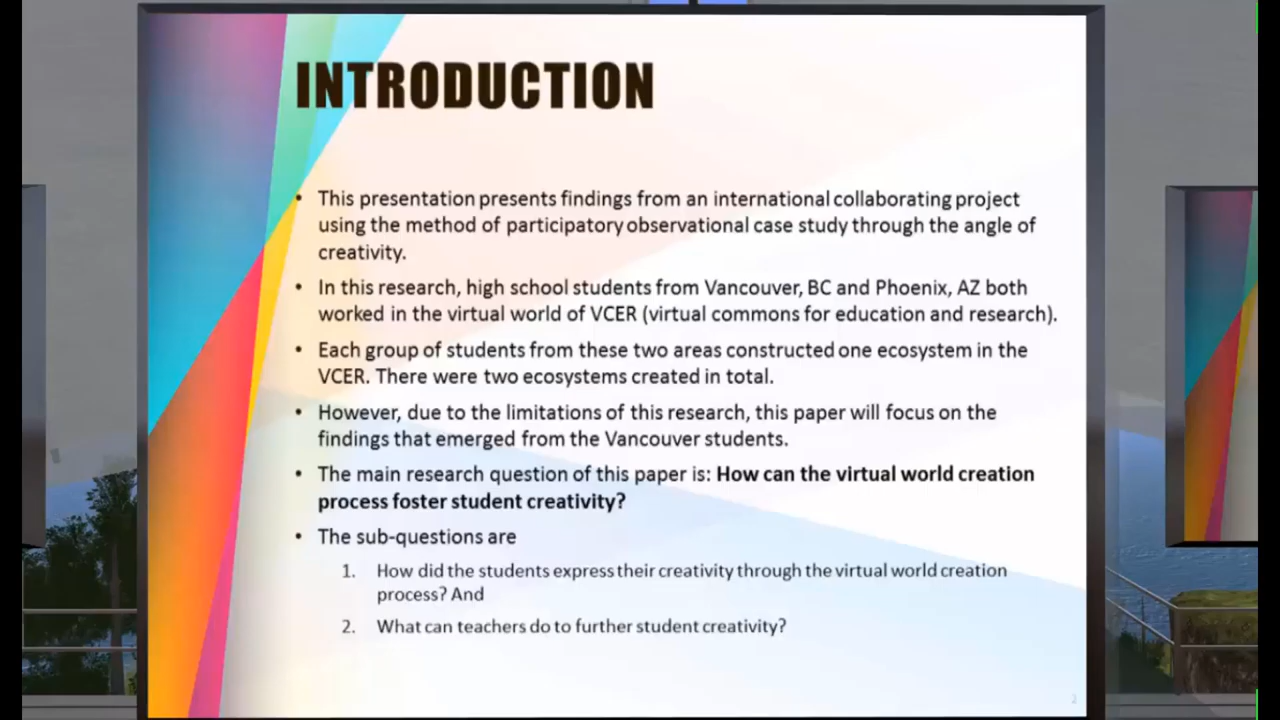 INTRODUCTION
• This presentation presents findings from an international collaborating project
using the method of participatory observational case study through the angle of
creativity.
• In this research, high school students from Vancouver, BC and Phoenix, AZ both
worked in the virtual world of VCER (virtual commons for education and research).
• Each group of students from these two areas constructed one ecosystem in the
VCER. There were two ecosystems created in total.
• However, due to the limitations of this research, this paper will focus on the
findings that emerged from the Vancouver students.
• The main research question of this paper is: How can the virtual world creation
process foster student creativity?
• The sub-questions are
1. How did the students express their creativity through the virtual world creation
process? And
2. What can teachers do to further student creativity?
2